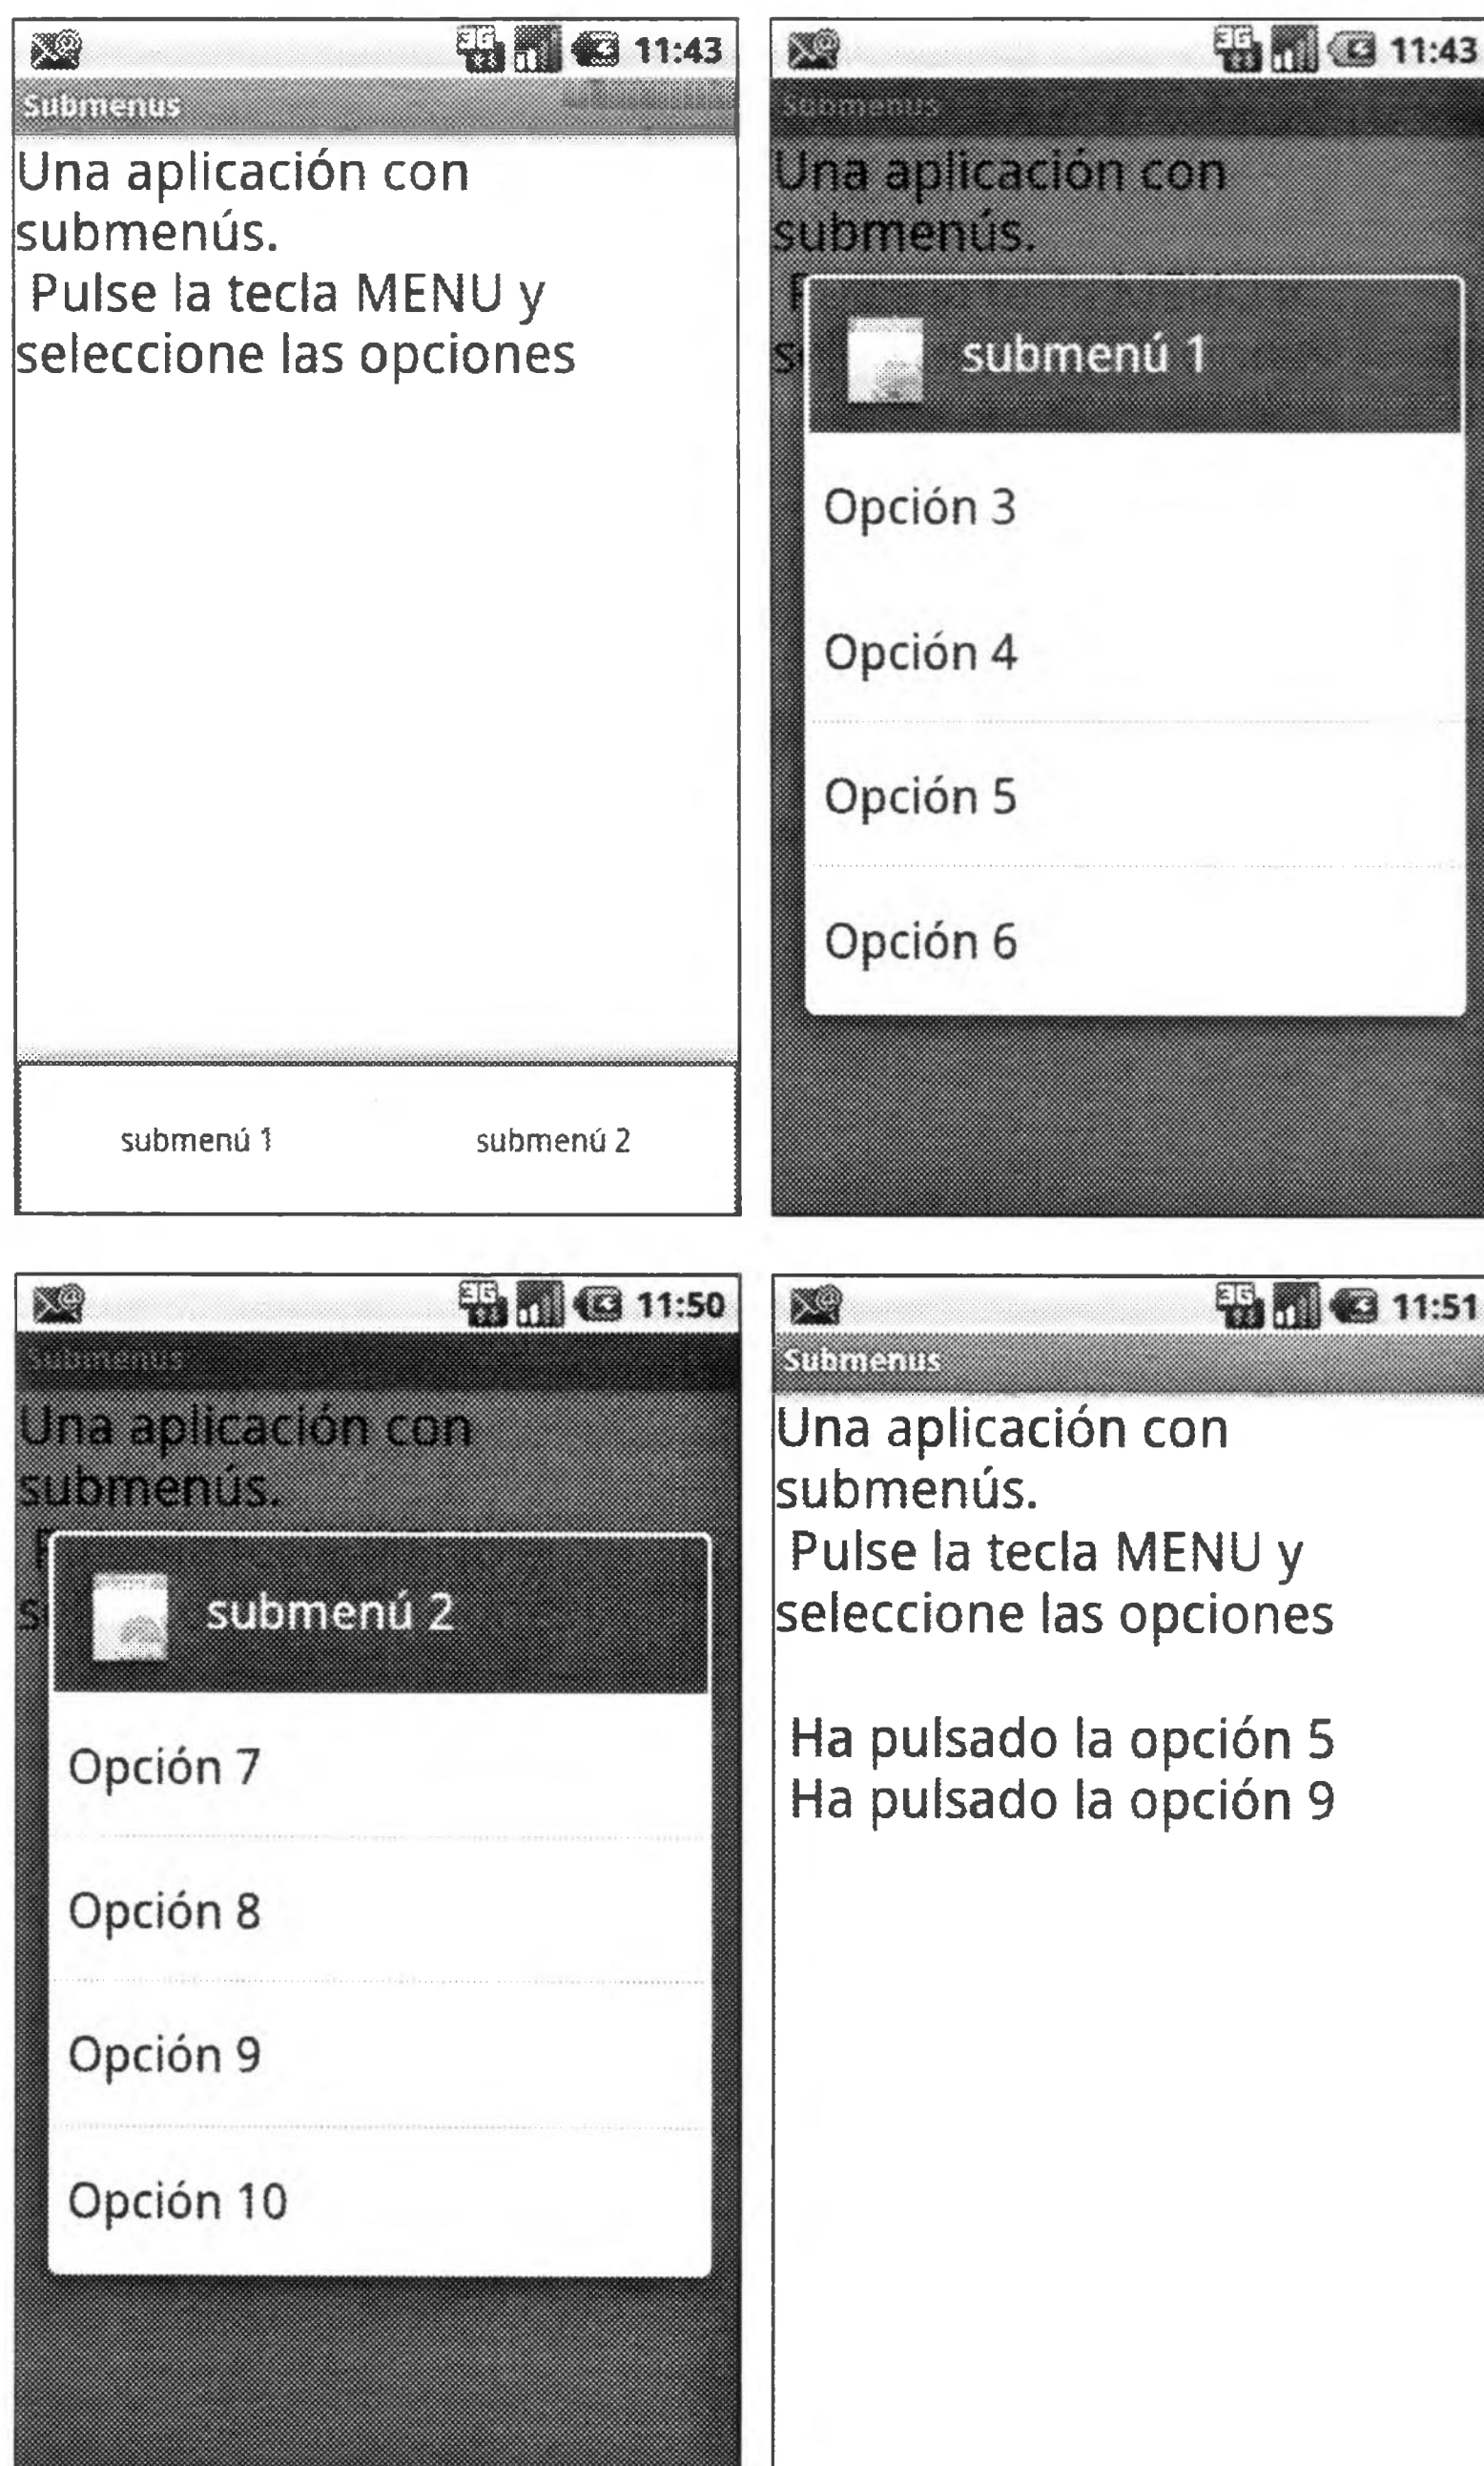 11:43
Submenus
Una aplicación con
submenús.
Pulse la tecla MENU y
seleccione las opciones
submenú 1
submenú 2
11:43
Submenus
Una aplicación con
submenús.
submenú 1
Opción 3
Opción 4
Opción 5
Opción 6
11:50
Submenus
Una aplicación con
submenús.
submenú 2
Opción 7
Opción 8
Opción 9
Opción 10
11:51
Submenus
Una aplicación con
submenús.
Pulse la tecla MENU y
seleccione las opciones
Ha pulsado la opción 5
Ha pulsado la opción 9